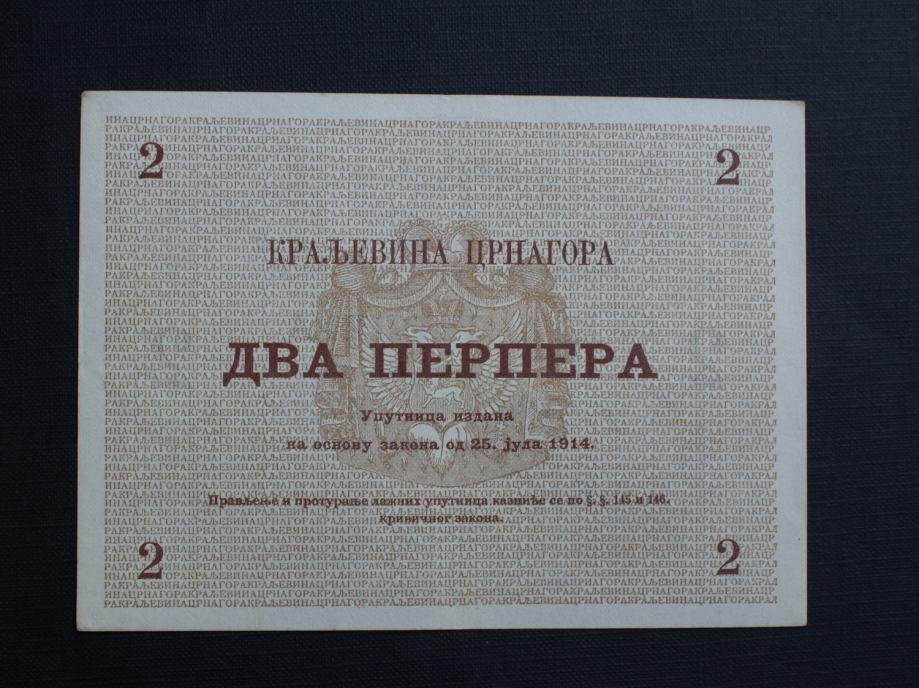 2 2
КРАЉЕВИНА ЦРНАГОРА
ДВА ПЕРПЕРА
Упутница издана
на основу закона од 25. јула 1914.
Прављење и протурање лажних упутница казниће се по §. §. 145 и 146.
кривичног закона.
2 2